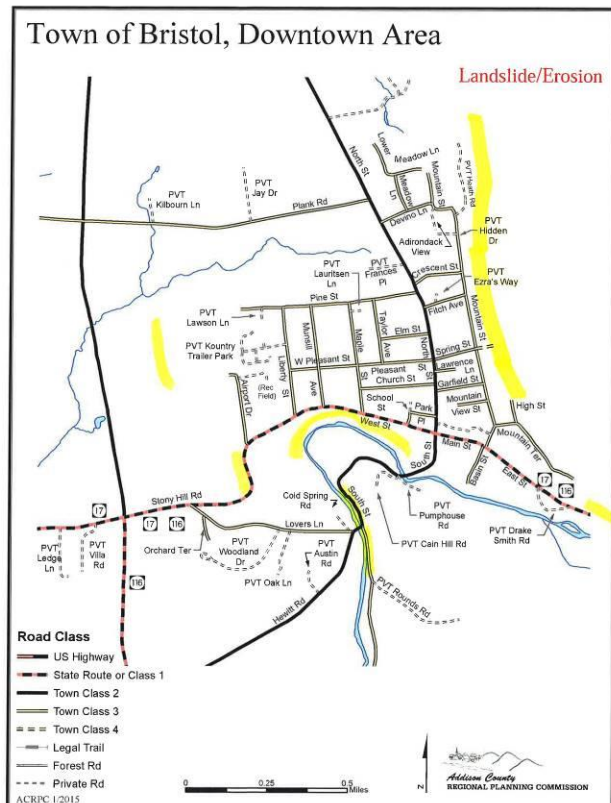 Town of Bristol, Downtown Area
Landslide/Erosion
North St
Lower
Meadow Ln
Meadow
Ln
Mountain St
PVT Heath Rd
PVT
Kilbourn Ln
PVT
Jay Dr
Plank Rd
Devino Ln
PVT
Hidden
Dr
Adirondack
View
PVT
Lauritsen
Ln
PVT
Frances
Pl
Crescent St
PVT
Ezra's Way
PVT
Lawson Ln
Pine St
Fitch Ave
Mountain St
PVT Kountry
Trailer Park
Liberty St
Munsill
Ave
Maple
St
Taylor
Ave
Elm St
North
St
Spring St
W Pleasant St
Pleasant
St
Church St
Lawrence
Ln
Garfield St
(Rec
Field)
Airport Dr
School
St
Park
Pl
Mountain
View St
High St
West St
Main St
Mountain Ter
South St
Basin St
East St
17
116
Stony Hill Rd
Cold Spring
Rd
South St
PVT
Pumphouse
Rd
17
17
116
Lovers Ln
PVT Cain Hill Rd
PVT Drake
Smith Rd
PVT
Ledge
Ln
PVT
Villa
Rd
Orchard Ter
PVT
Woodland
Dr
PVT Oak Ln
PVT
Austin
Rd
116
Hewitt Rd
PVT Rounds Rd
Road Class
US Highway
State Route or Class 1
Town Class 2
Town Class 3
Town Class 4
Legal Trail
Forest Rd
Private Rd
ACRPC 1/2015
0
0.25
0.5
Miles
N
Addison County
REGIONAL PLANNING COMMISSION